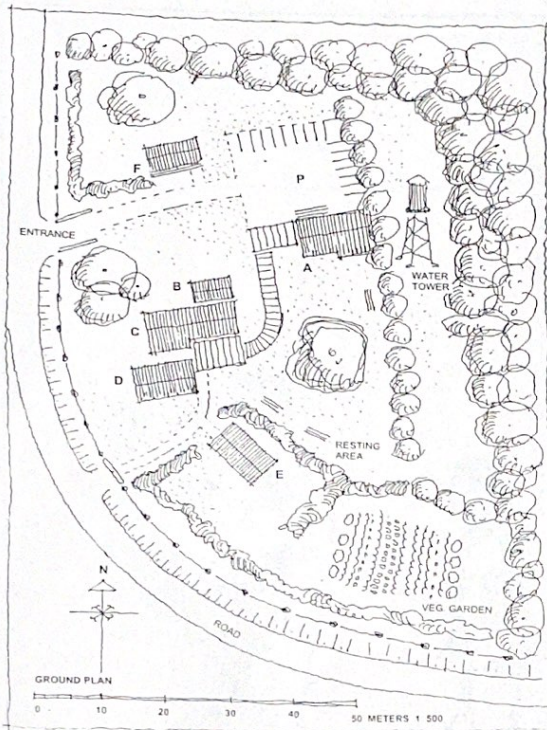 F
P
ENTRANCE
A
WATER
TOWER
B
C
D
RESTING
AREA
E
VEG. GARDEN
N
ROAD
GROUND PLAN
0 10 20 30 40 50 METERS 1 500